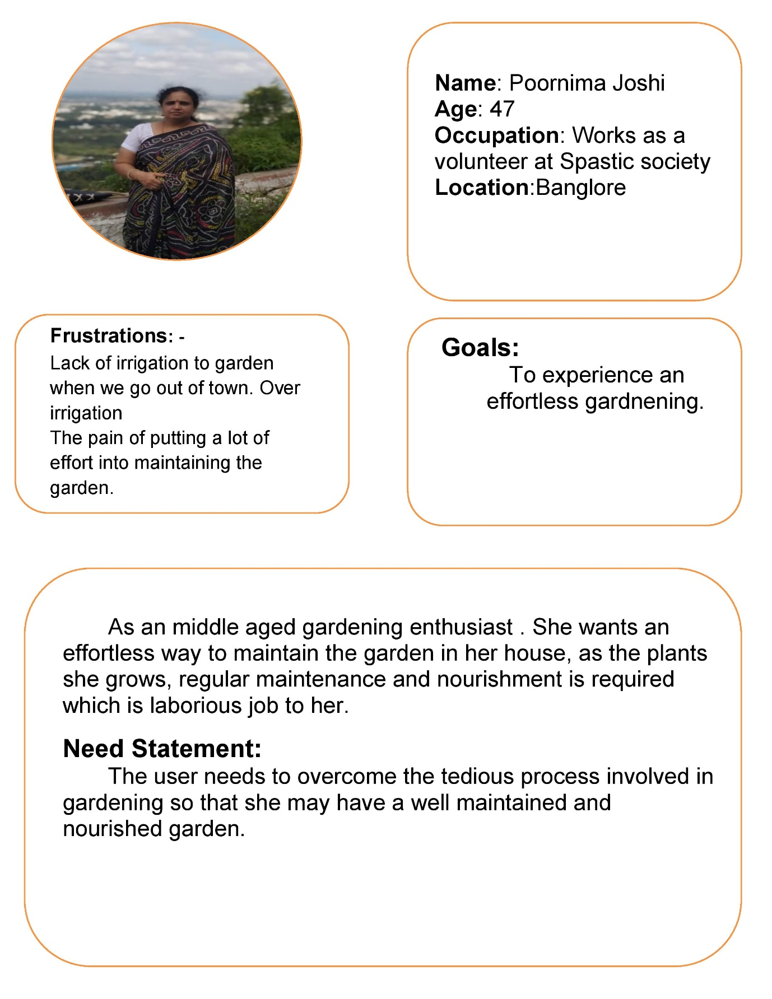 Name: Poornima Joshi
Age: 47
Occupation: Works as a
volunteer at Spastic society
Location:Banglore
Frustrations: -
Lack of irrigation to garden
when we go out of town. Over
irrigation
The pain of putting a lot of
effort into maintaining the
garden.
Goals:
To experience an
effortless gardnening.
As an middle aged gardening enthusiast . She wants an
effortless way to maintain the garden in her house, as the plants
she grows, regular maintenance and nourishment is required
which is laborious job to her.
Need Statement:
The user needs to overcome the tedious process involved in
gardening so that she may have a well maintained and
nourished garden.